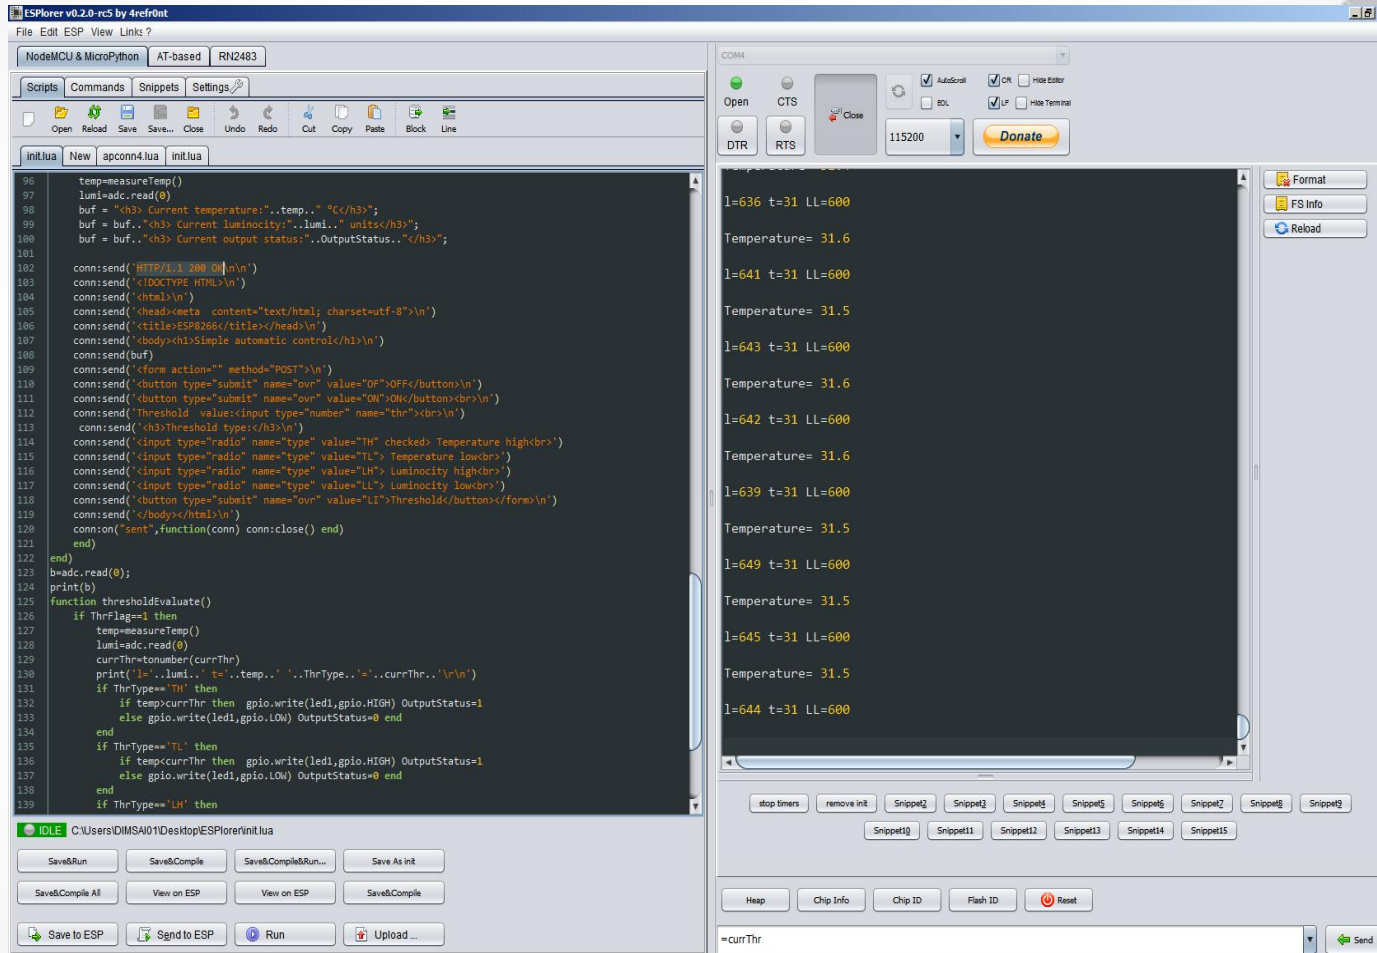 ESPlorer v0.2.0-rc5 by 4refr0nt
File Edit ESP View Links ?
NodeMCU & MicroPython AT-based RN2483
Scripts Commands Snippets Settings
Open Reload Save Save... Close Undo Redo Cut Copy Paste Block Line
init.lua New apconn4.lua init.lua
96 temp=measureTemp()
97 lumi=adc.read(0)
98 buf = "<h3> Current temperature:"..temp.." ºC</h3>";
99 buf = buf.."<h3> Current luminocity:"..lumi.." units</h3>";
100 buf = buf.."<h3> Current output status:"..OutputStatus.."</h3>";
101
102 conn:send('HTTP/1.1 200 OK\n\n')
103 conn:send('<!DOCTYPE HTML>\n')
104 conn:send('<html>\n')
105 conn:send('<head><meta  content="text/html; charset=utf-8">\n')
106 conn:send('<title>ESP8266</title></head>\n')
107 conn:send('<body><h1>Simple automatic control</h1>\n')
108 conn:send(buf)
109 conn:send('<form action="" method="POST">\n')
110 conn:send('<button type="submit" name="ovr" value="OF">OFF</button>\n')
111 conn:send('<button type="submit" name="ovr" value="ON">ON</button><br>\n')
112 conn:send('Threshold  value:<input type="number" name="thr"><br>\n')
113 conn:send('<h3>Threshold type:</h3>\n')
114 conn:send('<input type="radio" name="type" value="TH" checked> Temperature high<br>')
115 conn:send('<input type="radio" name="type" value="TL"> Temperature low<br>')
116 conn:send('<input type="radio" name="type" value="LH"> Luminocity high<br>')
117 conn:send('<input type="radio" name="type" value="LL"> Luminocity low<br>')
118 conn:send('<button type="submit" name="ovr" value="LI">Threshold</button></form>\n')
119 conn:send('</body></html>\n')
120 conn:on("sent",function(conn) conn:close() end)
121 end)
122 end)
123 b=adc.read(0);
124 print(b)
125 function thresholdEvaluate()
126 if ThrFlag==1 then
127 temp=measureTemp()
128 lumi=adc.read(0)
129 currThr=tonumber(currThr)
130 print('l='..lumi..' t='..temp..' '..ThrType..'='..currThr..'\r\n')
131 if ThrType=='TH' then
132 if temp>currThr then  gpio.write(led1,gpio.HIGH) OutputStatus=1
133 else gpio.write(led1,gpio.LOW) OutputStatus=0 end
134 end
135 if ThrType=='TL' then
136 if temp<currThr then  gpio.write(led1,gpio.HIGH) OutputStatus=1
137 else gpio.write(led1,gpio.LOW) OutputStatus=0 end
138 end
139 if ThrType=='LH' then
IDLE C:\Users\DIMSAI01\Desktop\ESPlorer\init.lua
Save&Run Save&Compile Save&Compile&Run... Save As init
Save&Compile All View on ESP View on ESP Save&Compile
Save to ESP Send to ESP Run Upload ...
COM4
Open CTS Close AutoScroll CR Hide Editor
EOL LF Hide Terminal
DTR RTS 115200 Donate
l=636 t=31 LL=600
Temperature= 31.6
l=641 t=31 LL=600
Temperature= 31.5
l=643 t=31 LL=600
Temperature= 31.6
l=642 t=31 LL=600
Temperature= 31.6
l=639 t=31 LL=600
Temperature= 31.5
l=649 t=31 LL=600
Temperature= 31.5
l=645 t=31 LL=600
Temperature= 31.5
l=644 t=31 LL=600
Format
FS Info
Reload
stop timers remove init Snippet2 Snippet3 Snippet4 Snippet5 Snippet6 Snippet7 Snippet8 Snippet9
Snippet10 Snippet11 Snippet12 Snippet13 Snippet14 Snippet15
Heap Chip Info Chip ID Flash ID Reset
=currThr Send